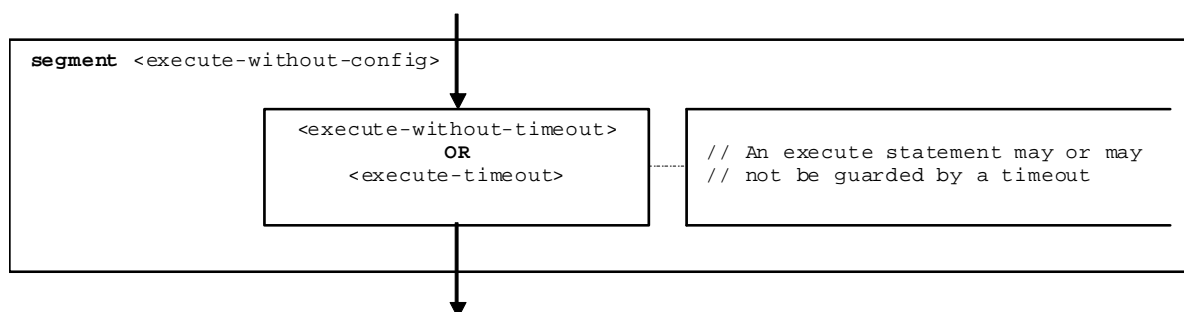 segment <execute-without-config>
<execute-without-timeout>
OR
<execute-timeout>
// An execute statement may or may
// not be guarded by a timeout